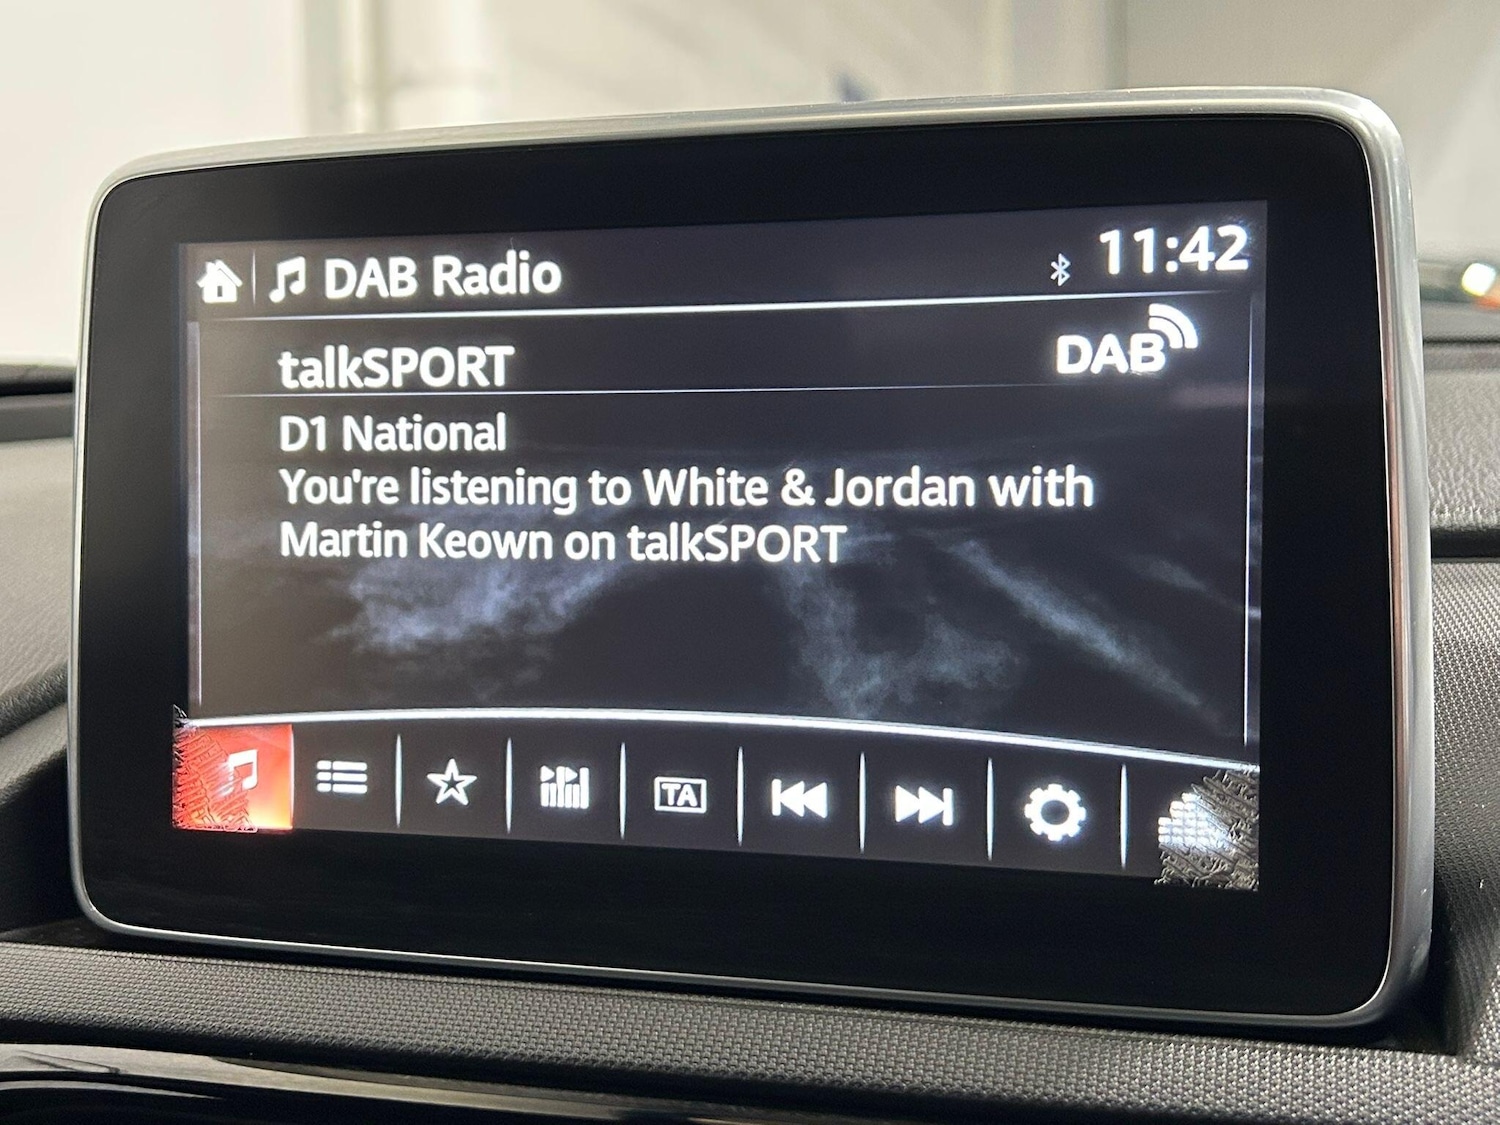 DAB Radio
11:42
talkSPORT
DAB
D1 National
You're listening to White & Jordan with
Martin Keown on talkSPORT
TA